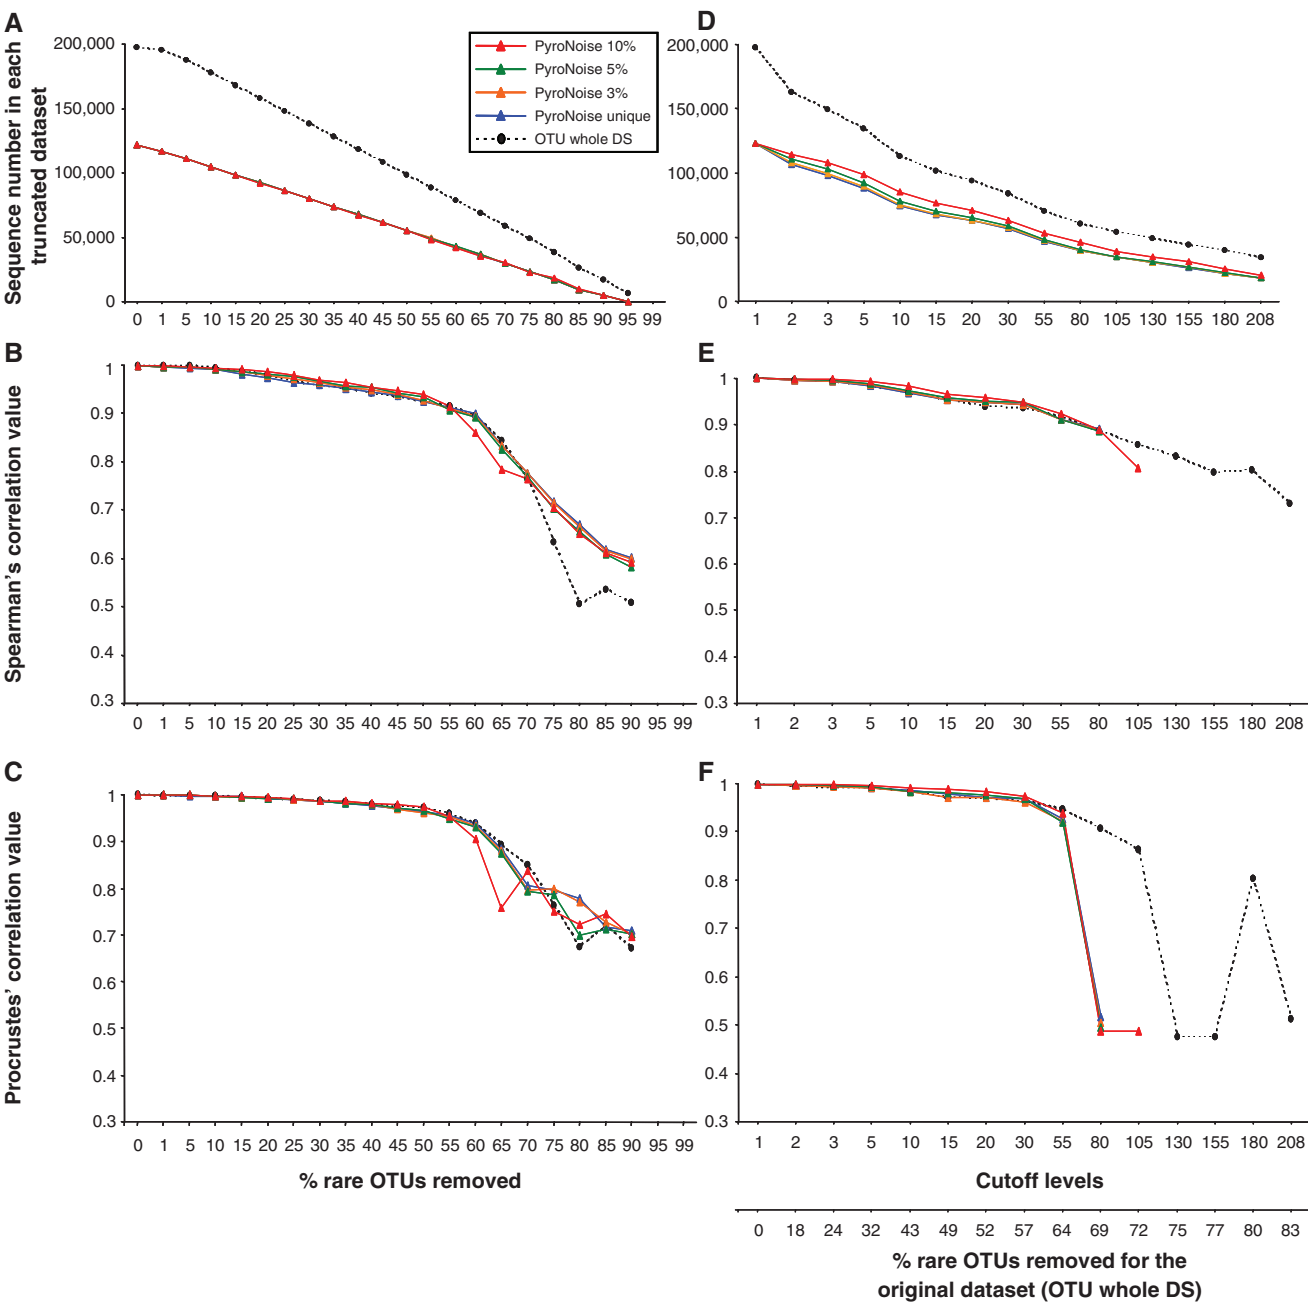 A
Sequence number in each
truncated dataset
200,000
150,000
100,000
50,000
0
0 1 5 10 15 20 25 30 35 40 45 50 55 60 65 70 75 80 85 90 95 99
PyroNoise 10%
PyroNoise 5%
PyroNoise 3%
PyroNoise unique
OTU whole DS
D
200,000
150,000
100,000
50,000
0
1 2 3 5 10 15 20 30 55 80 105 130 155 180 208
B
Spearman's correlation value
1
0.9
0.8
0.7
0.6
0.5
0.4
0.3
0 1 5 10 15 20 25 30 35 40 45 50 55 60 65 70 75 80 85 90 95 99
E
1
0.9
0.8
0.7
0.6
0.5
0.4
0.3
1 2 3 5 10 15 20 30 55 80 105 130 155 180 208
C
Procrustes' correlation value
1
0.9
0.8
0.7
0.6
0.5
0.4
0.3
0 1 5 10 15 20 25 30 35 40 45 50 55 60 65 70 75 80 85 90 95 99
% rare OTUs removed
F
1
0.9
0.8
0.7
0.6
0.5
0.4
0.3
1 2 3 5 10 15 20 30 55 80 105 130 155 180 208
Cutoff levels
0 18 24 32 43 49 52 57 64 69 72 75 77 80 83
% rare OTUs removed for the
original dataset (OTU whole DS)